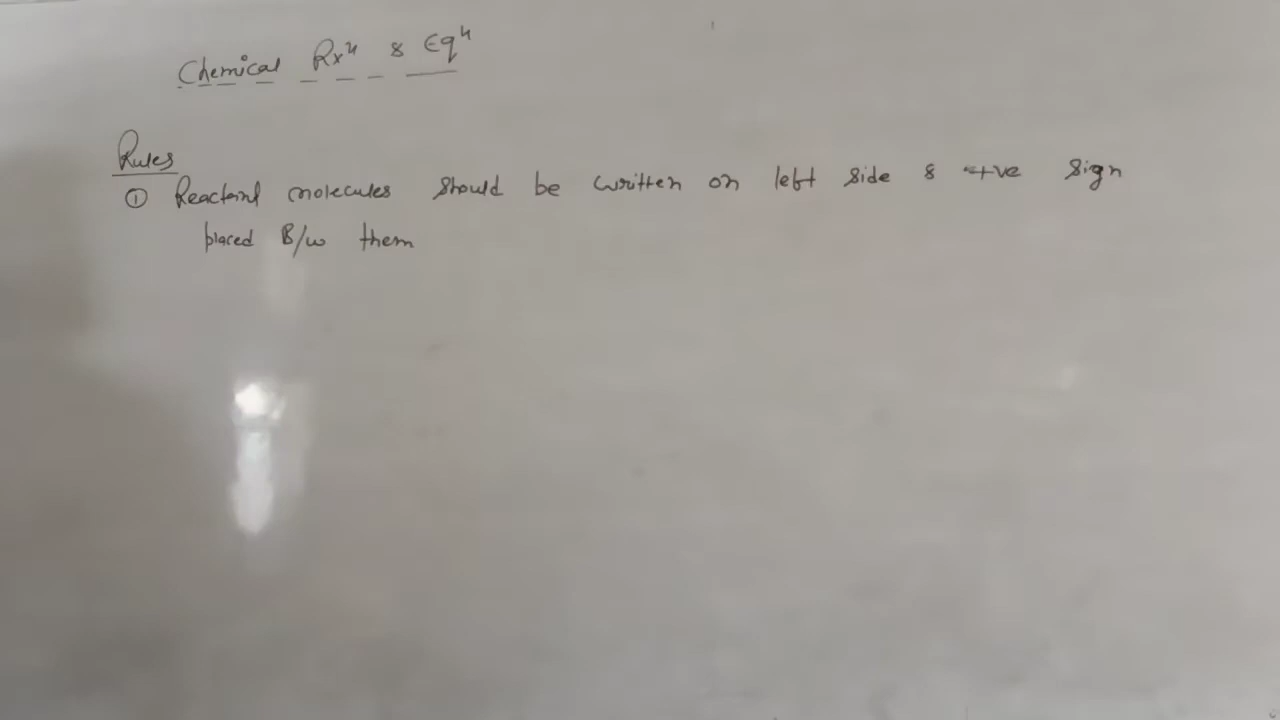 Chemical Rxⁿ & Eqⁿ
Rules
① Reactant molecules should be written on left side & +ve sign
placed B/w them